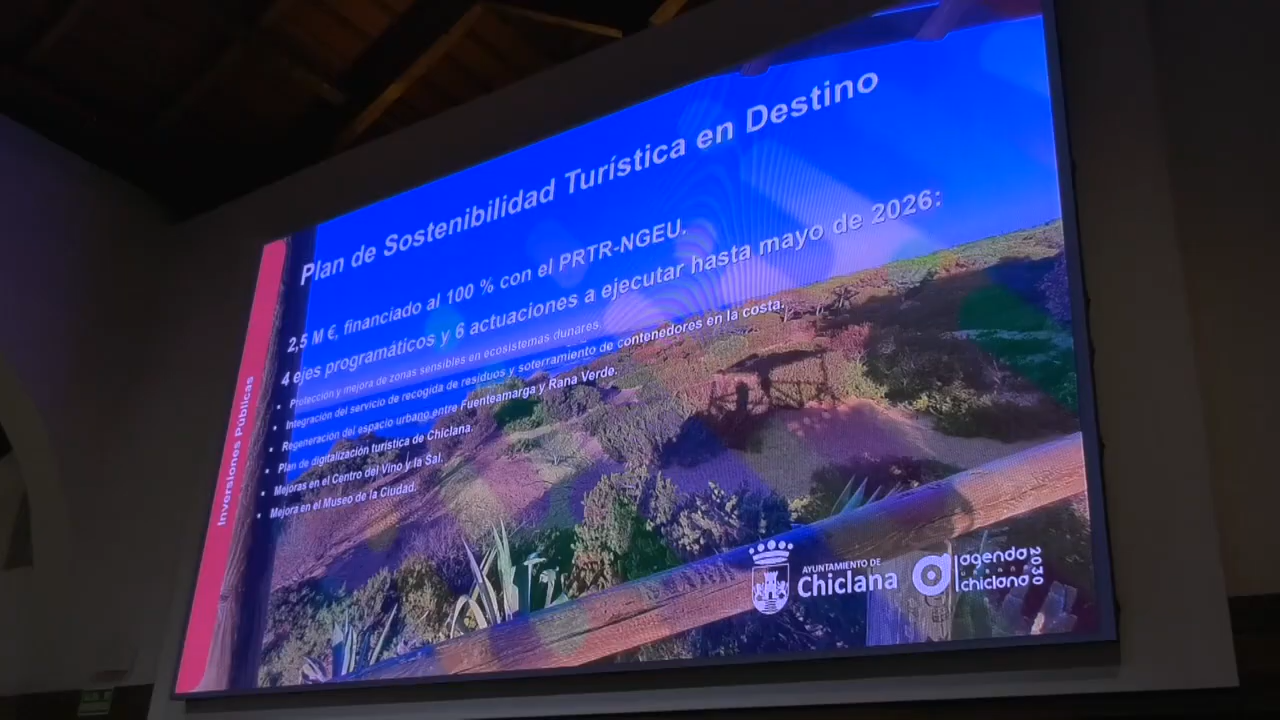 Plan de Sostenibilidad Turística en Destino
2,5 M €, financiado al 100 % con el PRTR-NGEU.
4 ejes programáticos y 6 actuaciones a ejecutar hasta mayo de 2026:
• Protección y mejora de zonas sensibles en ecosistemas dunares.
• Integración del servicio de recogida de residuos y soterramiento de contenedores en la costa.
• Regeneración del espacio urbano entre Fuenteamarga y Rana Verde.
• Plan de digitalización turística de Chiclana.
• Mejoras en el Centro del Vino y la Sal.
• Mejora en el Museo de la Ciudad.
Inversiones Públicas
AYUNTAMIENTO DE
Chiclana
agenda
urbana
chiclana
2030